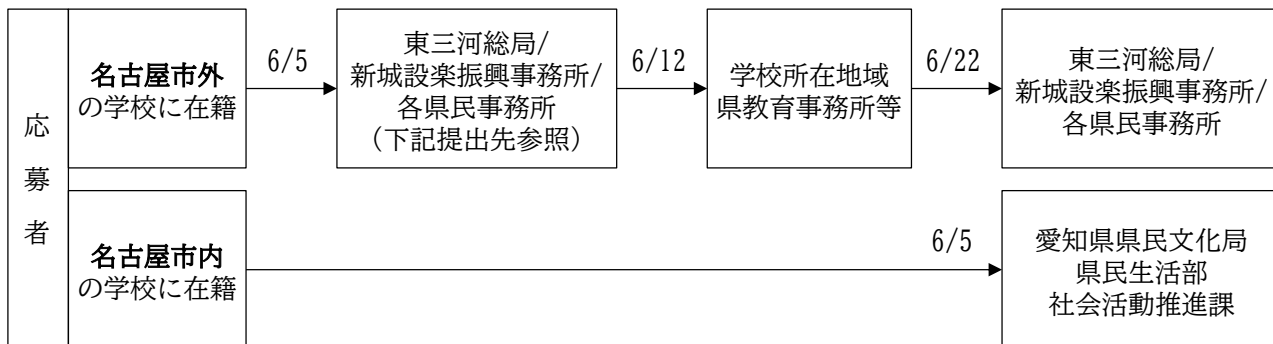 応募者
名古屋市外
の学校に在籍
6/5
東三河総局/
新城設楽振興事務所/
各県民事務所
（下記提出先参照）
6/12
学校所在地域
県教育事務所等
6/22
東三河総局/
新城設楽振興事務所/
各県民事務所
名古屋市内
の学校に在籍
6/5
愛知県県民文化局
県民生活部
社会活動推進課